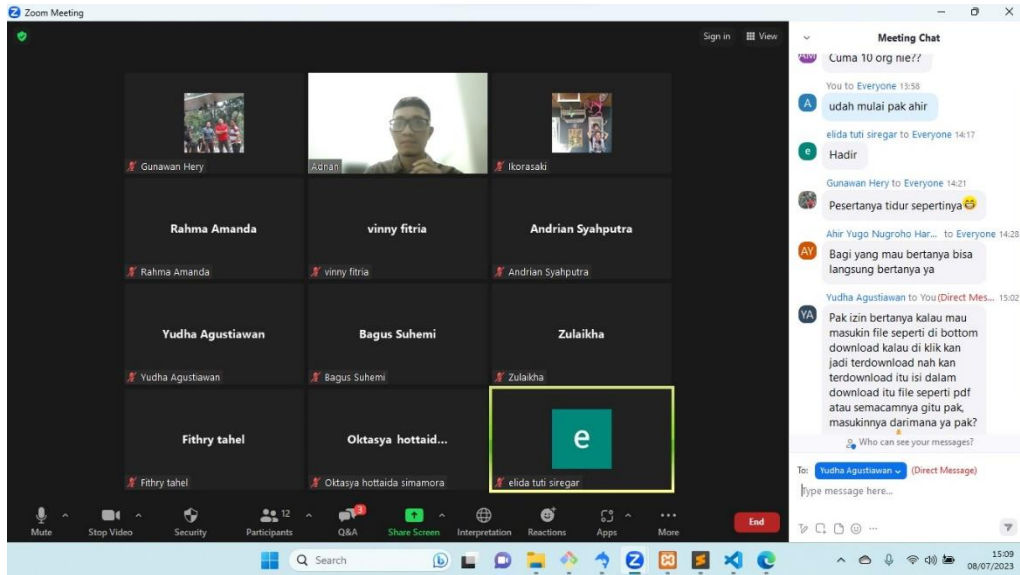 Zoom Meeting
Sign in
View
Gunawan Hery
Adnan
Ikorasaki
Rahma Amanda
Rahma Amanda
vinny fitria
vinny fitria
Andrian Syahputra
Andrian Syahputra
Yudha Agustiawan
Yudha Agustiawan
Bagus Suhemi
Bagus Suhemi
Zulaikha
Zulaikha
Fithry tahel
Fithry tahel
Oktasya hottaid...
Oktasya hottaida simamora
e
elida tuti siregar
Mute
Stop Video
Security
12
Participants
3
Q&A
Share Screen
Interpretation
Reactions
Apps
More
End
Meeting Chat
AM
Cuma 10 org nie??
You to Everyone 13:58
A
udah mulai pak ahir
elida tuti siregar to Everyone 14:17
e
Hadir
Gunawan Hery to Everyone 14:21
Pesertanya tidur sepertinya😁
Ahir Yugo Nugroho Har... to Everyone 14:28
AY
Bagi yang mau bertanya bisa
langsung bertanya ya
Yudha Agustiawan to You (Direct Mes... 15:02
YA
Pak izin bertanya kalau mau
masukin file seperti di bottom
download kalau di klik kan
jadi terdownload nah kan
terdownload itu isi dalam
download itu file seperti pdf
atau semacamnya gitu pak,
masukinnya darimana ya pak?
Who can see your messages?
To: Yudha Agustiawan (Direct Message)
Type message here...
Search
15:09
08/07/2023